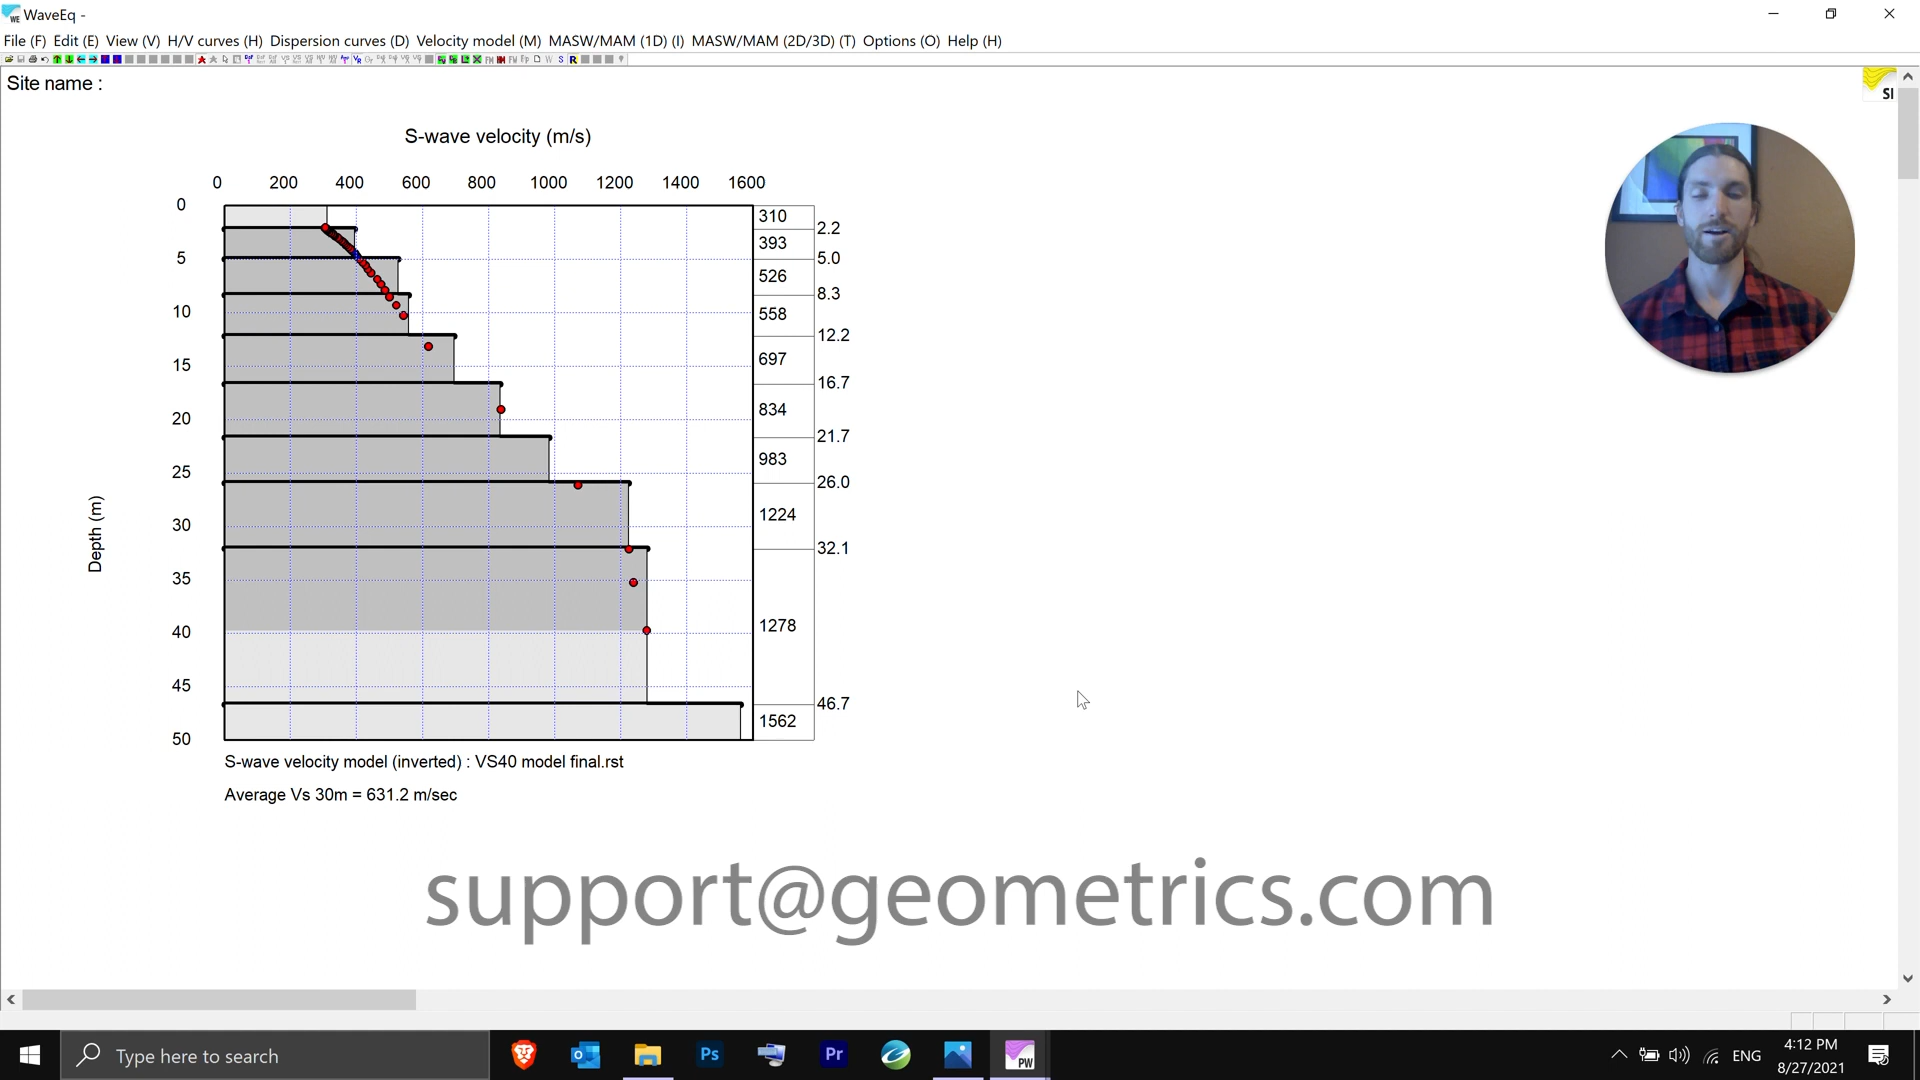 WaveEq -
File (F) Edit (E) View (V) H/V curves (H) Dispersion curves (D) Velocity model (M) MASW/MAM (1D) (I) MASW/MAM (2D/3D) (T) Options (O) Help (H)
Site name :
SI
S-wave velocity (m/s)
0 200 400 600 800 1000 1200 1400 1600
0
310
2.2
393
5
5.0
526
8.3
10
558
12.2
15
697
16.7
834
20
21.7
983
25
26.0
1224
30
Depth (m)
32.1
35
1278
40
45
46.7
1562
50
S-wave velocity model (inverted) : VS40 model final.rst
Average Vs 30m = 631.2 m/sec
support@geometrics.com
Type here to search
Ps
Pr
PW
ENG
4:12 PM
8/27/2021